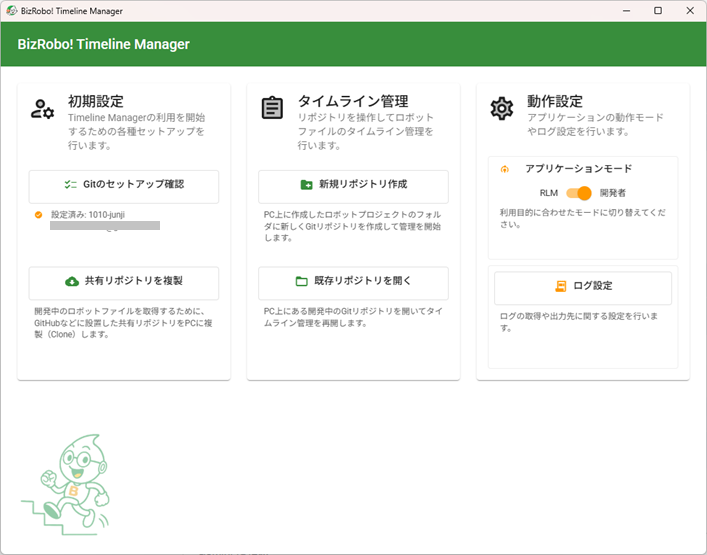 BizRobo! Timeline Manager
BizRobo! Timeline Manager
初期設定
Timeline Managerの利用を開始
するための各種セットアップを
行います。
Gitのセットアップ確認
設定済み: 1010-junji
共有リポジトリを複製
開発中のロボットファイルを取得するために、
GitHubなどに設置した共有リポジトリをPCに複
製（Clone）します。
タイムライン管理
リポジトリを操作してロボット
ファイルのタイムライン管理を
行います。
新規リポジトリ作成
PC上に作成したロボットプロジェクトのフォル
ダに新しくGitリポジトリを作成して管理を開始
します。
既存リポジトリを開く
PC上にある開発中のGitリポジトリを開いてタイ
ムライン管理を再開します。
動作設定
アプリケーションの動作モード
やログ設定を行います。
アプリケーションモード
RLM 開発者
利用目的に合わせたモードに切り替えてくだ
さい。
ログ設定
ログの取得や出力先に関する設定を行いま
す。
B